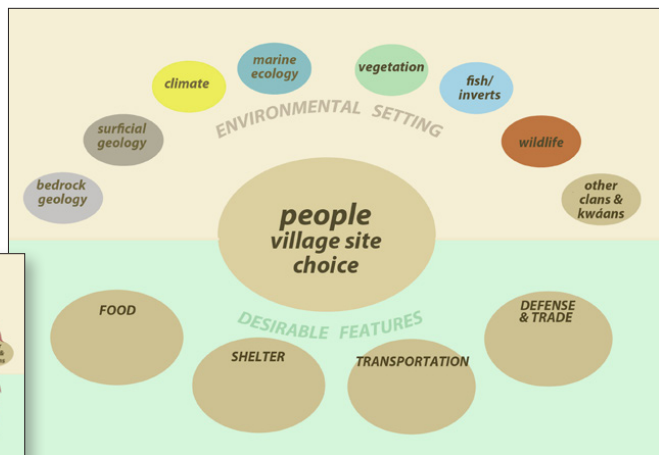 marine
ecology
vegetation
climate
fish/
inverts
ENVIRONMENTAL SETTING
surficial
geology
wildlife
bedrock
geology
other
clans &
kwáans
people
village site
choice
FOOD
DEFENSE
& TRADE
DESIRABLE FEATURES
SHELTER
TRANSPORTATION